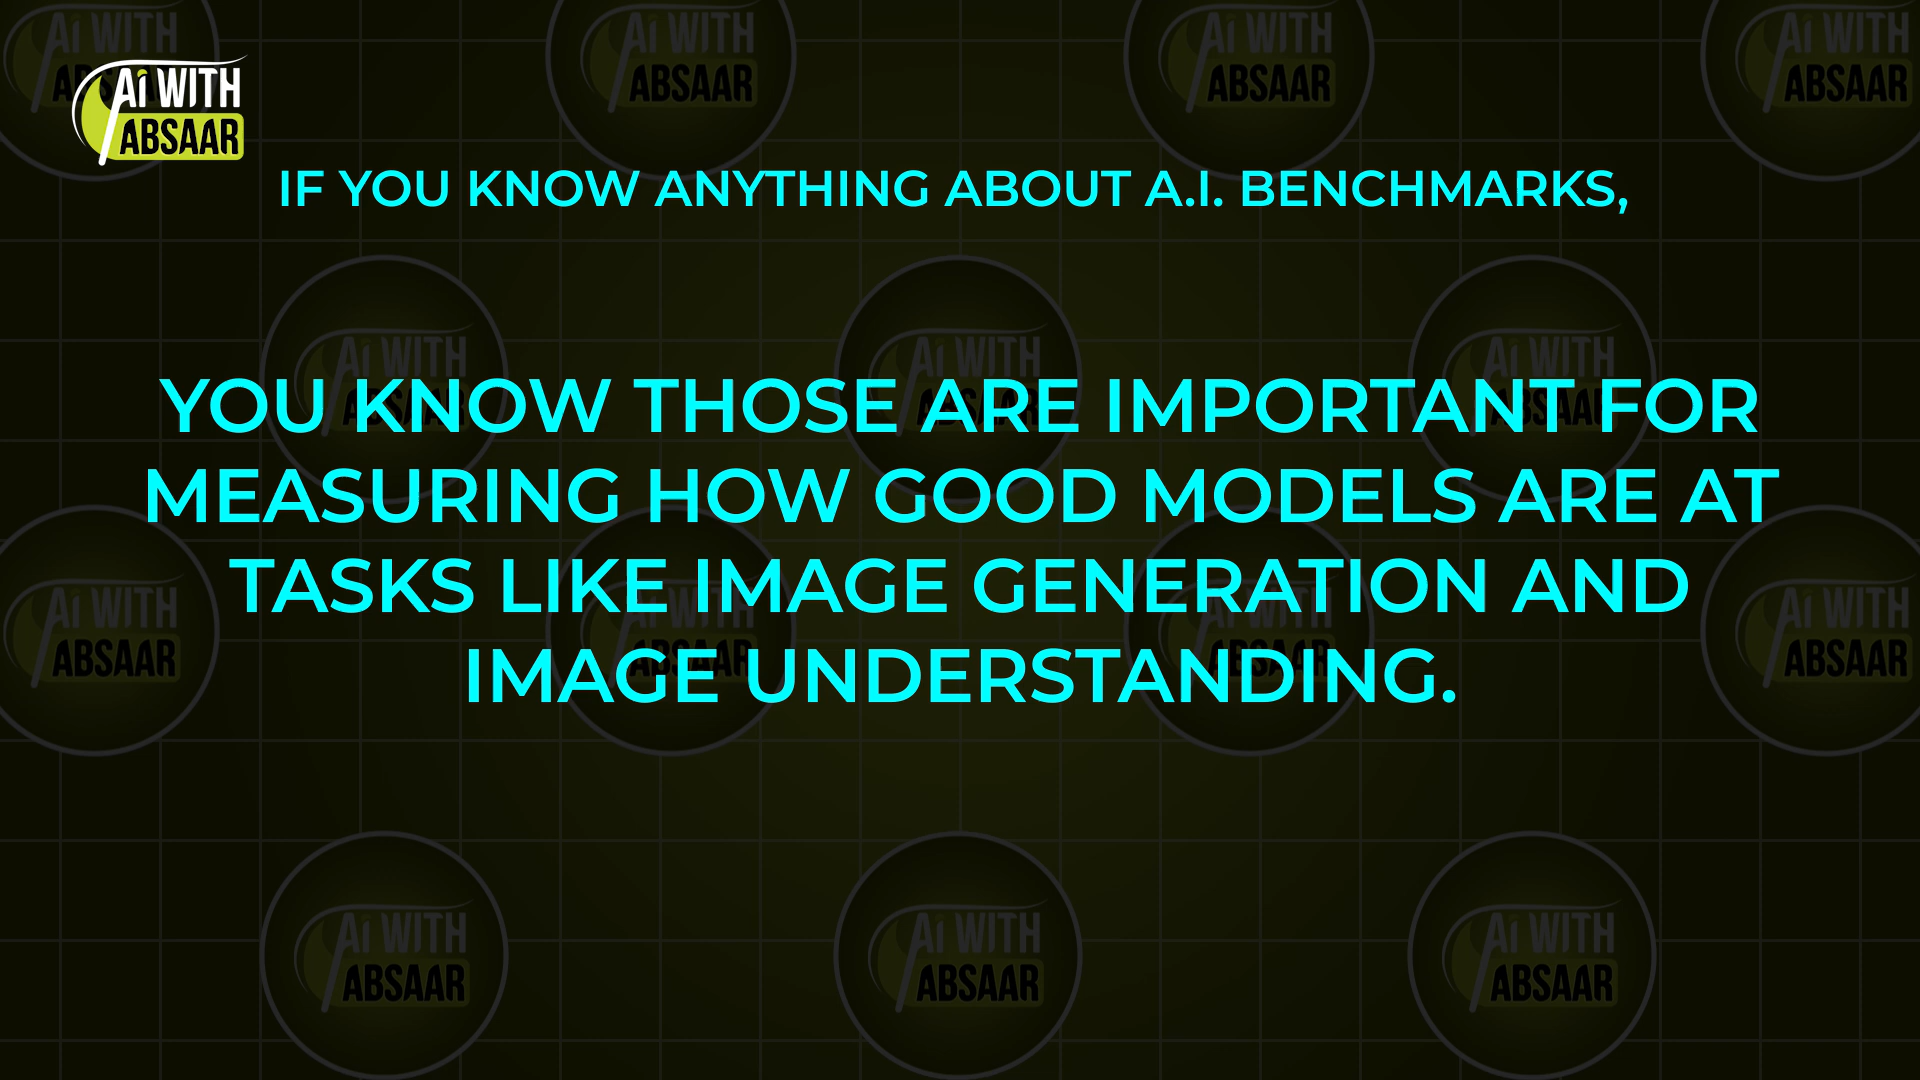 Ai WITH
ABSAAR
IF YOU KNOW ANYTHING ABOUT A.I. BENCHMARKS,
YOU KNOW THOSE ARE IMPORTANT FOR
MEASURING HOW GOOD MODELS ARE AT
TASKS LIKE IMAGE GENERATION AND
IMAGE UNDERSTANDING.